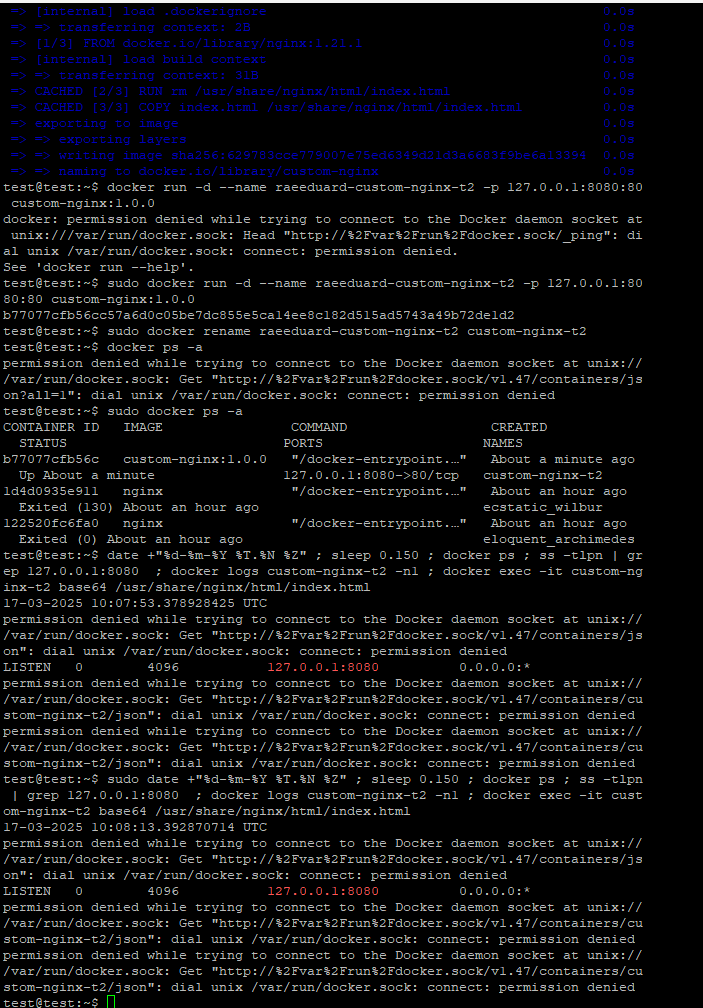 => [internal] load .dockerignore 0.0s
=> => transferring context: 2B 0.0s
=> [1/3] FROM docker.io/library/nginx:1.21.1 0.0s
=> [internal] load build context 0.0s
=> => transferring context: 31B 0.0s
=> CACHED [2/3] RUN rm /usr/share/nginx/html/index.html 0.0s
=> CACHED [3/3] COPY index.html /usr/share/nginx/html/index.html 0.0s
=> exporting to image 0.0s
=> => exporting layers 0.0s
=> => writing image 0.0s
=> => naming to docker.io/library/custom-nginx 0.0s
test@test:~$ docker run -d --name raeeduard-custom-nginx-t2 -p 127.0.0.1:8080:80
 custom-nginx:1.0.0
docker: permission denied while trying to connect to the Docker daemon socket at
 unix:///var/run/docker.sock: Head "http://%2Fvar%2Frun%2Fdocker.sock/_ping": di
al unix /var/run/docker.sock: connect: permission denied.
See 'docker run --help'.
test@test:~$ sudo docker run -d --name raeeduard-custom-nginx-t2 -p 127.0.0.1:80
80:80 custom-nginx:1.0.0
b77077cfb56cc57a6d0c05be7dc855e5ca14ee8c182d515ad5743a49b72de1d2
test@test:~$ sudo docker rename raeeduard-custom-nginx-t2 custom-nginx-t2
test@test:~$ docker ps -a
permission denied while trying to connect to the Docker daemon socket at unix://
/var/run/docker.sock: Get "http://%2Fvar%2Frun%2Fdocker.sock/v1.47/containers/js
on?all=1": dial unix /var/run/docker.sock: connect: permission denied
test@test:~$ sudo docker ps -a
CONTAINER ID   IMAGE                COMMAND                  CREATED
  STATUS                           PORTS                    NAMES
b77077cfb56c   custom-nginx:1.0.0   "/docker-entrypoint.…"   About a minute ago
  Up About a minute                127.0.0.1:8080->80/tcp   custom-nginx-t2
1d4d0935e911   nginx                "/docker-entrypoint.…"   About an hour ago
  Exited (130) About an hour ago                            ecstatic_wilbur
122520fc6fa0   nginx                "/docker-entrypoint.…"   About an hour ago
  Exited (0) About an hour ago                              eloquent_archimedes
test@test:~$ date +"%d-%m-%Y %T.%N %Z" ; sleep 0.150 ; docker ps ; ss -tlpn | gr
ep 127.0.0.1:8080  ; docker logs custom-nginx-t2 -n1 ; docker exec -it custom-ng
inx-t2 base64 /usr/share/nginx/html/index.html
17-03-2025 10:07:53.378928425 UTC
permission denied while trying to connect to the Docker daemon socket at unix://
/var/run/docker.sock: Get "http://%2Fvar%2Frun%2Fdocker.sock/v1.47/containers/js
on": dial unix /var/run/docker.sock: connect: permission denied
LISTEN   0        4096           127.0.0.1:8080          0.0.0.0:*
permission denied while trying to connect to the Docker daemon socket at unix://
/var/run/docker.sock: Get "http://%2Fvar%2Frun%2Fdocker.sock/v1.47/containers/cu
stom-nginx-t2/json": dial unix /var/run/docker.sock: connect: permission denied
permission denied while trying to connect to the Docker daemon socket at unix://
/var/run/docker.sock: Get "http://%2Fvar%2Frun%2Fdocker.sock/v1.47/containers/cu
stom-nginx-t2/json": dial unix /var/run/docker.sock: connect: permission denied
test@test:~$ sudo date +"%d-%m-%Y %T.%N %Z" ; sleep 0.150 ; docker ps ; ss -tlpn
 | grep 127.0.0.1:8080  ; docker logs custom-nginx-t2 -n1 ; docker exec -it cust
om-nginx-t2 base64 /usr/share/nginx/html/index.html
17-03-2025 10:08:13.392870714 UTC
permission denied while trying to connect to the Docker daemon socket at unix://
/var/run/docker.sock: Get "http://%2Fvar%2Frun%2Fdocker.sock/v1.47/containers/js
on": dial unix /var/run/docker.sock: connect: permission denied
LISTEN   0        4096           127.0.0.1:8080          0.0.0.0:*
permission denied while trying to connect to the Docker daemon socket at unix://
/var/run/docker.sock: Get "http://%2Fvar%2Frun%2Fdocker.sock/v1.47/containers/cu
stom-nginx-t2/json": dial unix /var/run/docker.sock: connect: permission denied
permission denied while trying to connect to the Docker daemon socket at unix://
/var/run/docker.sock: Get "http://%2Fvar%2Frun%2Fdocker.sock/v1.47/containers/cu
stom-nginx-t2/json": dial unix /var/run/docker.sock: connect: permission denied
test@test:~$